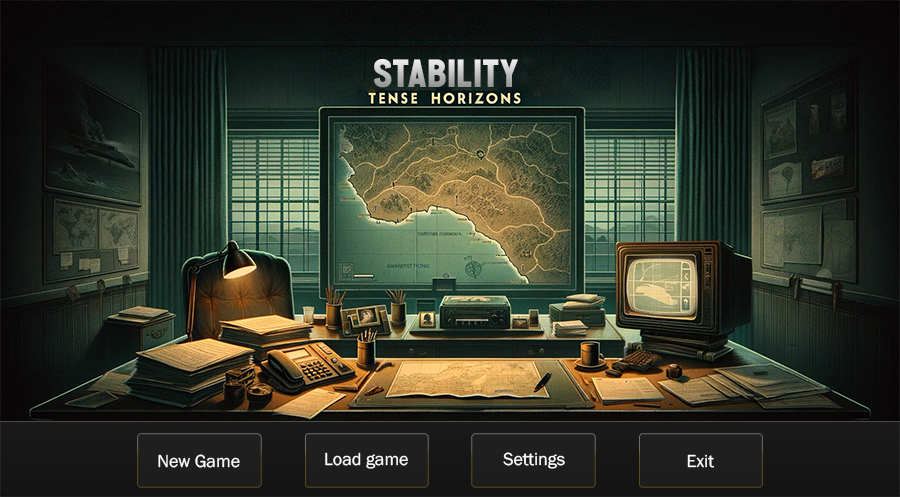 STABILITY
TENSE HORIZONS
New Game
Load game
Settings
Exit